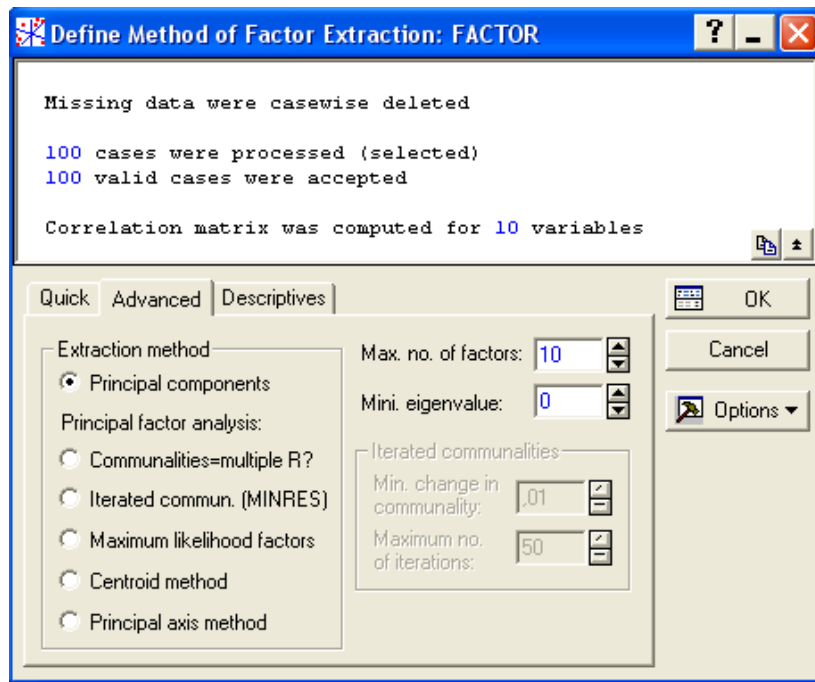 Define Method of Factor Extraction: FACTOR
?
Missing data were casewise deleted
100 cases were processed (selected)
100 valid cases were accepted
Correlation matrix was computed for 10 variables
Quick
Advanced
Descriptives
OK
Cancel
Options
Extraction method
Principal components
Principal factor analysis:
Communalities=multiple R?
Iterated commun. (MINRES)
Maximum likelihood factors
Centroid method
Principal axis method
Max. no. of factors: 10
Mini. eigenvalue: 0
Iterated communalities
Min. change in
communality: ,01
Maximum no.
of iterations: 50